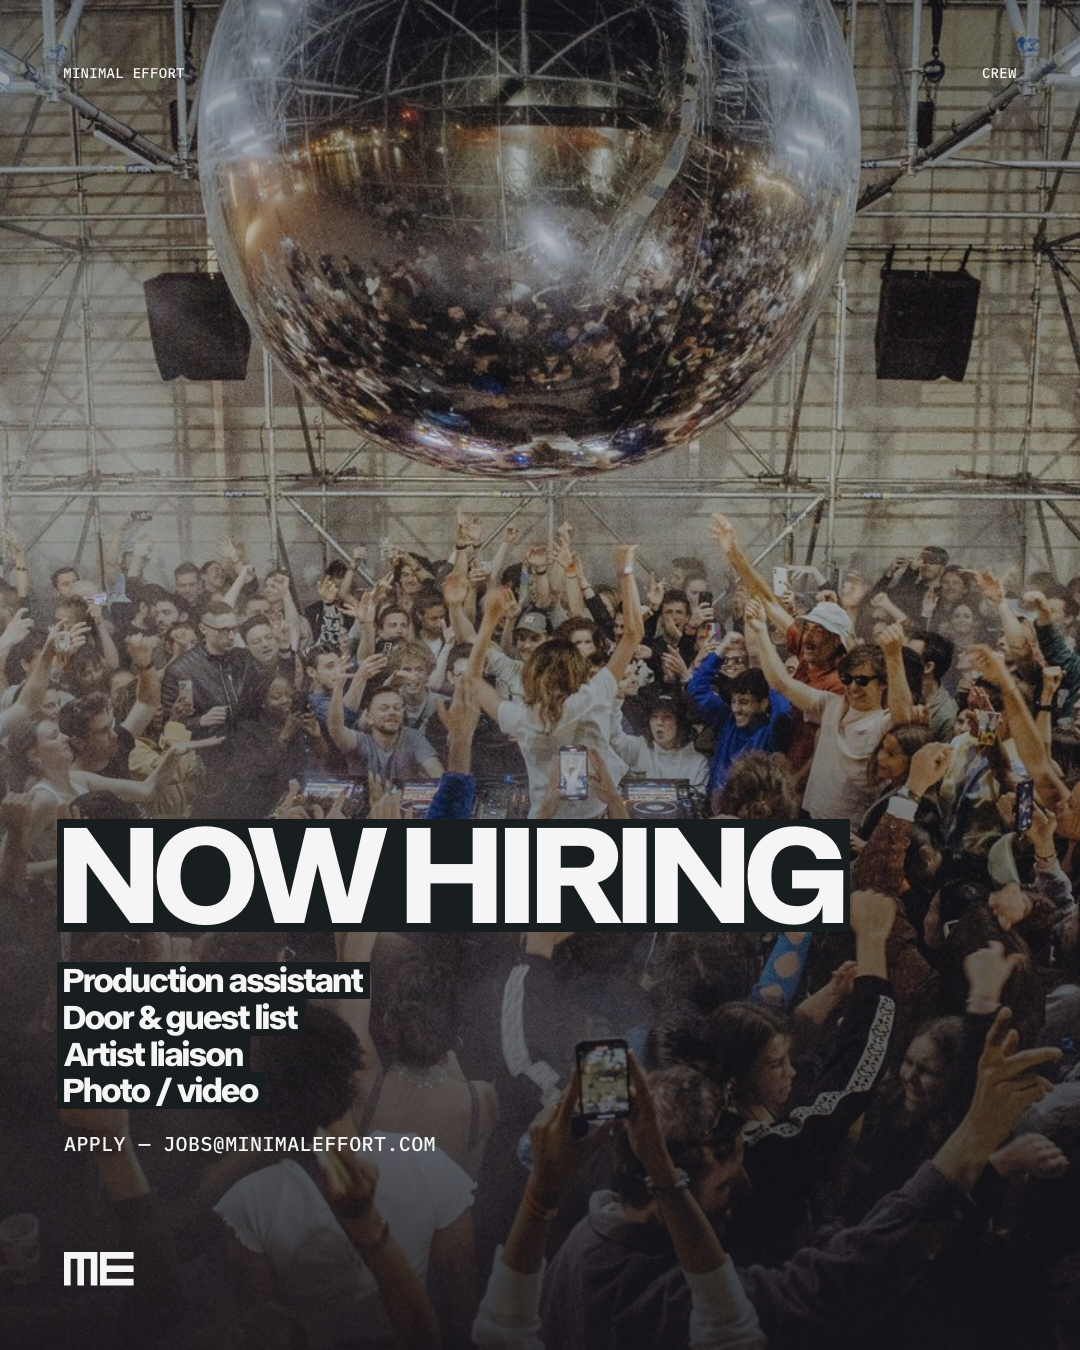 MINIMAL EFFORT
CREW
NOW HIRING
Production assistant
Door & guest list
Artist liaison
Photo / video
APPLY — JOBS@MINIMALEFFORT.COM
ME